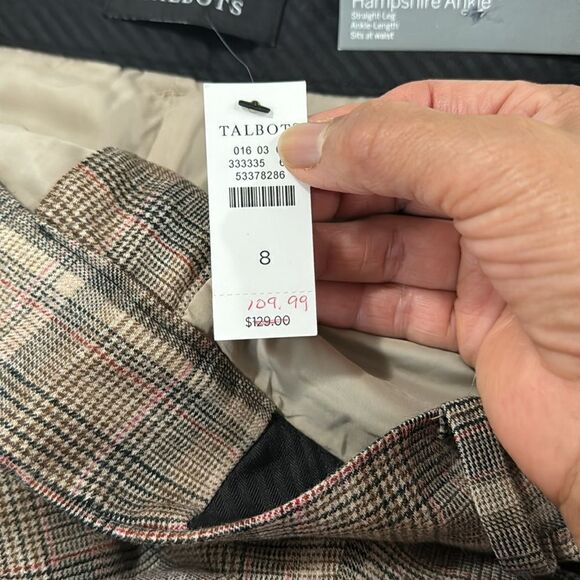 TALBOTS
Hampshire Ankle
Straight Leg
Ankle-Length
Sits at waist
TALBOTS
016 03
333335 6
53378286
8
109.99
$129.00